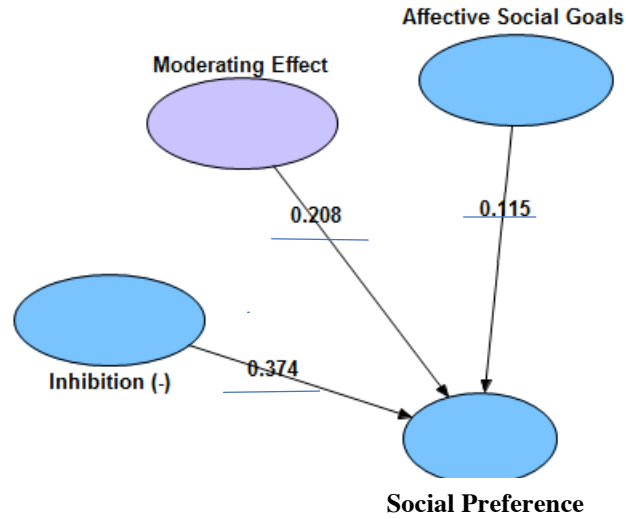 Affective Social Goals
Moderating Effect
0.208
0.115
Inhibition (-)
0.374
Social Preference